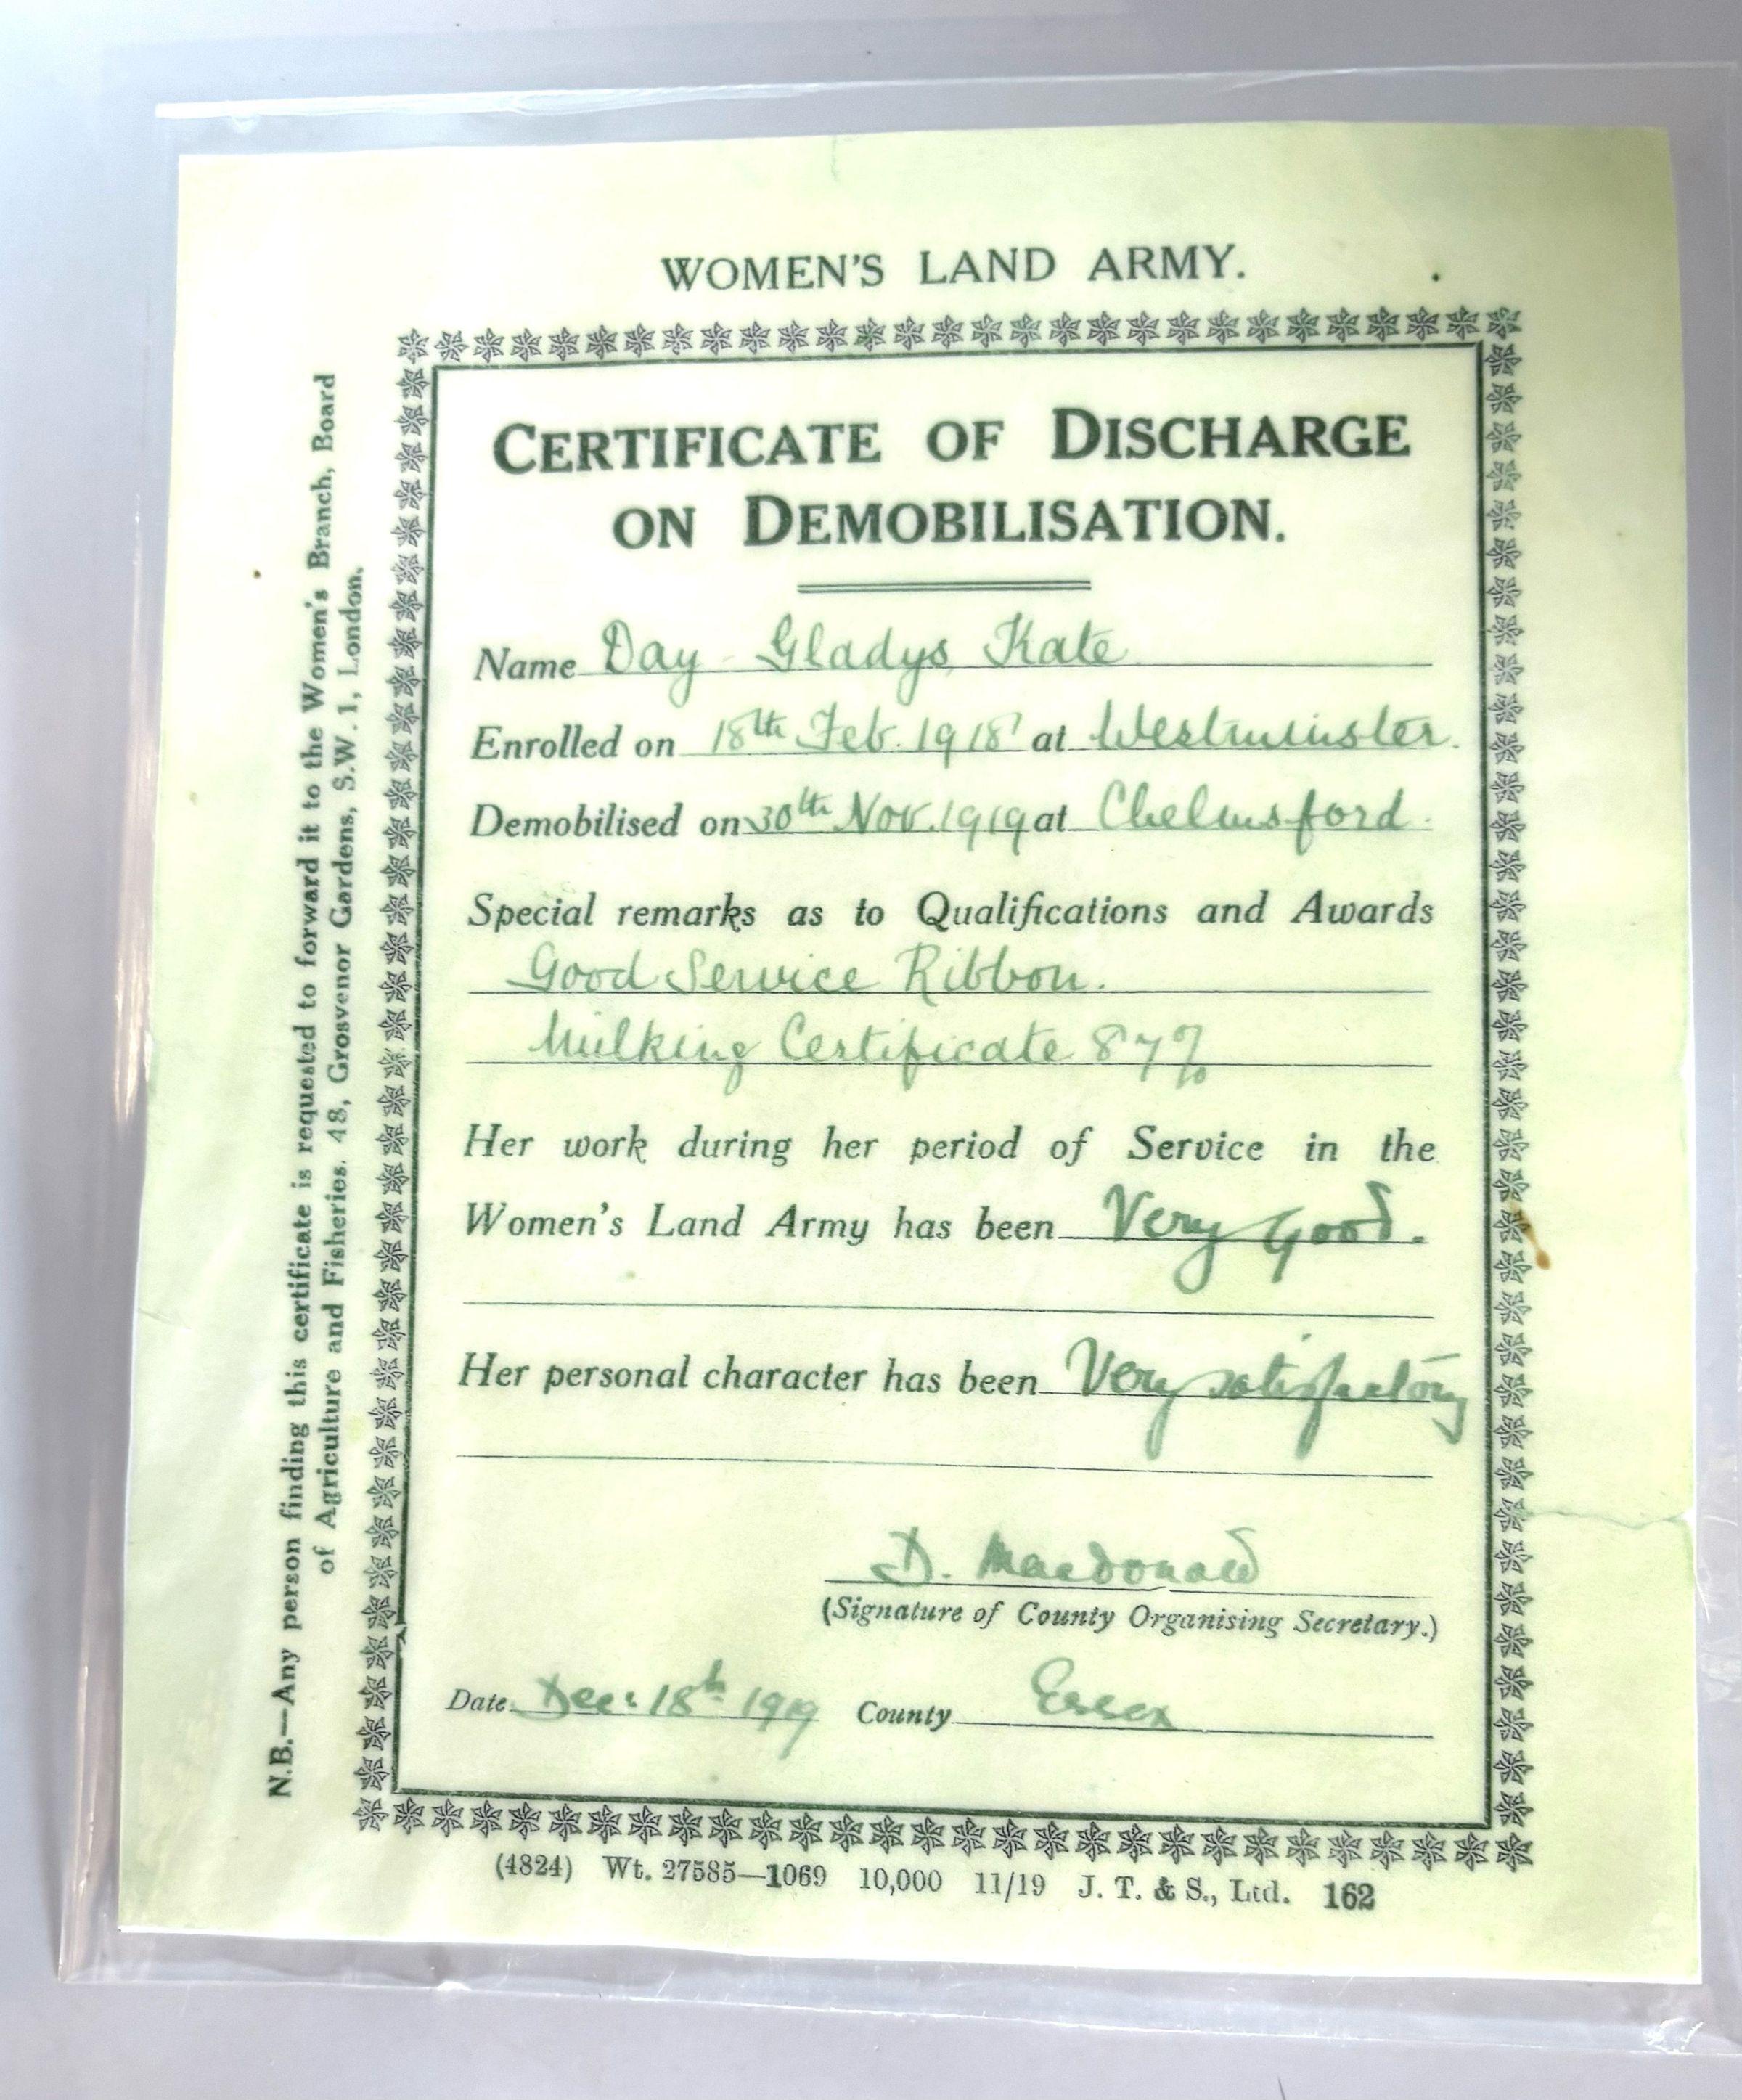 WOMEN'S LAND ARMY.
CERTIFICATE OF DISCHARGE
ON DEMOBILISATION.
Name Day Gladys Kate
Enrolled on 18th Feb. 1918 at Westminster.
Demobilised on 30th Nov. 1919 at Chelmsford.
Special remarks as to Qualifications and Awards
Good Service Ribbon.
Milking Certificate 87%
Her work during her period of Service in the
Women's Land Army has been Very good.
Her personal character has been Very satisfactory
D. Macdonald
(Signature of County Organising Secretary.)
Date Dec: 18th 1919 County Essex
(4824) Wt. 27585—1069 10,000 11/19 J. T. & S., Ltd. 162
N.B.—Any person finding this certificate is requested to forward it to the Women's Branch, Board
of Agriculture and Fisheries, 48, Grosvenor Gardens, S.W.1, London.